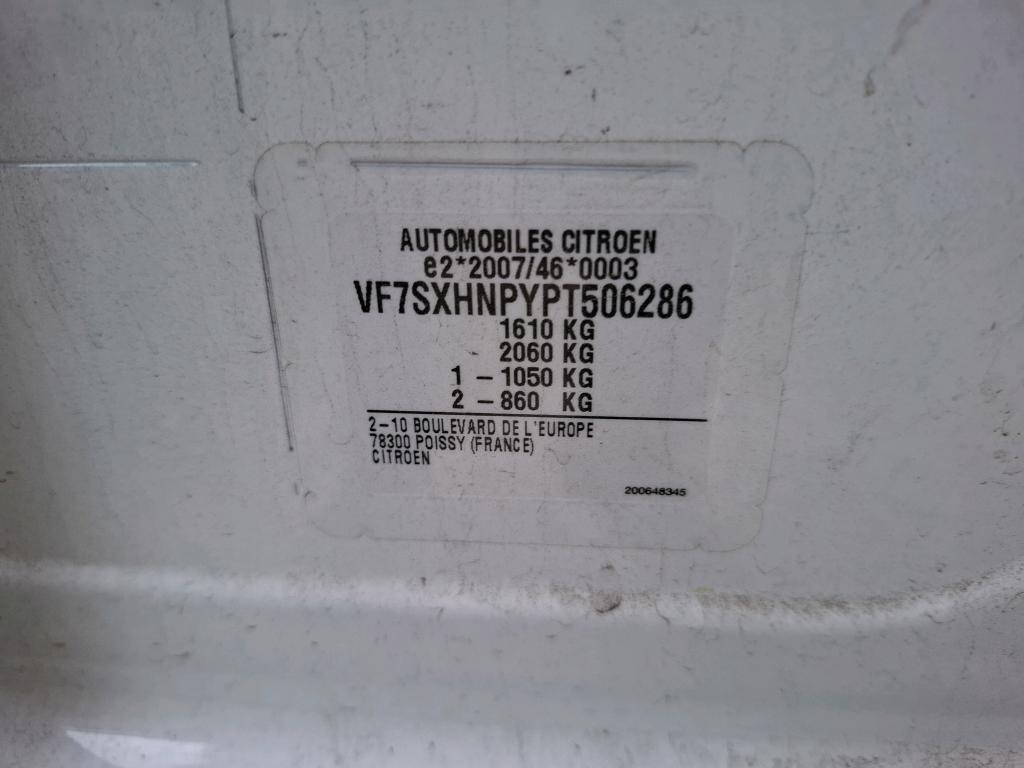 AUTOMOBILES CITROEN
e2*2007/46*0003
VF7SXHNPYPT506286
1610 KG
2060 KG
1 - 1050 KG
2 - 860 KG
2-10 BOULEVARD DE L'EUROPE
78300 POISSY (FRANCE)
CITROEN
200648345